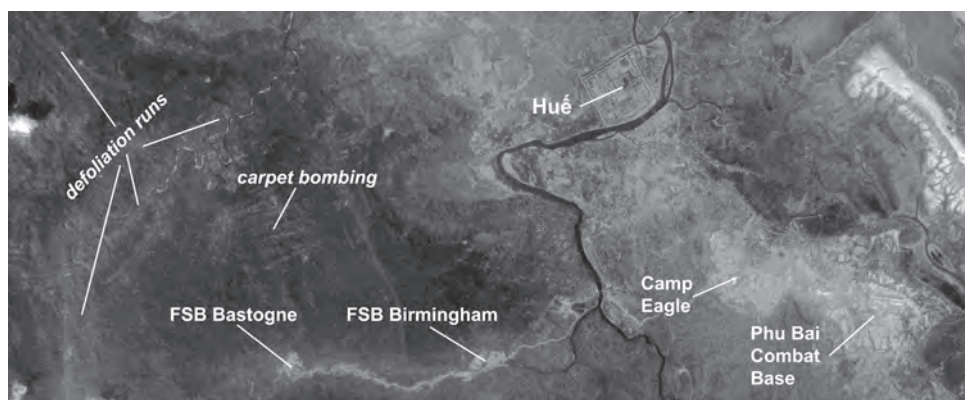 Huế
defoliation runs
carpet bombing
FSB Bastogne
FSB Birmingham
Camp
Eagle
Phu Bai
Combat
Base